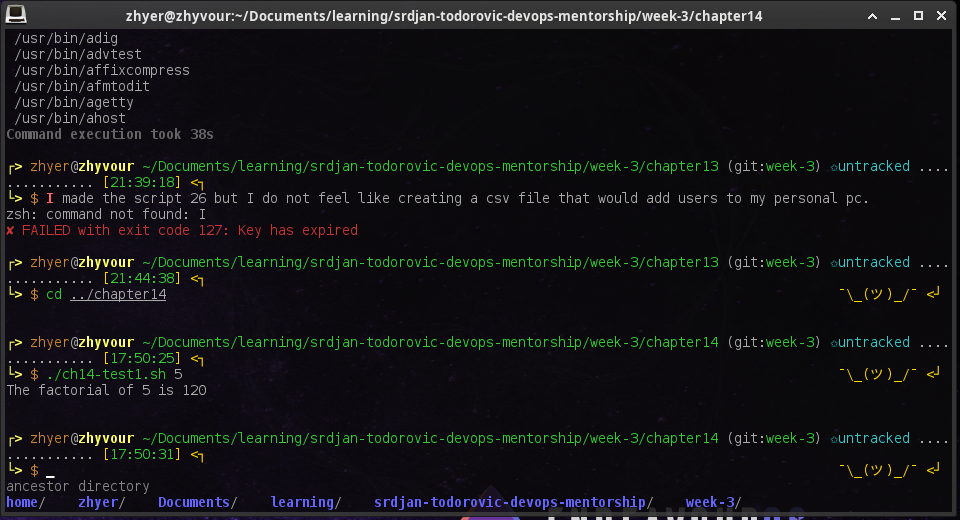 zhyer@zhyvour:~/Documents/learning/srdjan-todorovic-devops-mentorship/week-3/chapter14
/usr/bin/adig
/usr/bin/advtest
/usr/bin/affixcompress
/usr/bin/afmtodit
/usr/bin/agetty
/usr/bin/ahost
Command execution took 38s
┌> zhyer@zhyvour ~/Documents/learning/srdjan-todorovic-devops-mentorship/week-3/chapter13 (git:week-3) ✩untracked ....
........... [21:39:18] <┐
└> $ I made the script 26 but I do not feel like creating a csv file that would add users to my personal pc.
zsh: command not found: I
✘ FAILED with exit code 127: Key has expired
┌> zhyer@zhyvour ~/Documents/learning/srdjan-todorovic-devops-mentorship/week-3/chapter13 (git:week-3) ✩untracked ....
........... [21:44:38] <┐
└> $ cd ../chapter14 ¯\_(ツ)_/¯ <┘
┌> zhyer@zhyvour ~/Documents/learning/srdjan-todorovic-devops-mentorship/week-3/chapter14 (git:week-3) ✩untracked ....
........... [17:50:25] <┐
└> $ ./ch14-test1.sh 5 ¯\_(ツ)_/¯ <┘
The factorial of 5 is 120
┌> zhyer@zhyvour ~/Documents/learning/srdjan-todorovic-devops-mentorship/week-3/chapter14 (git:week-3) ✩untracked ....
........... [17:50:31] <┐
└> $ _ ¯\_(ツ)_/¯ <┘
ancestor directory
home/ zhyer/ Documents/ learning/ srdjan-todorovic-devops-mentorship/ week-3/